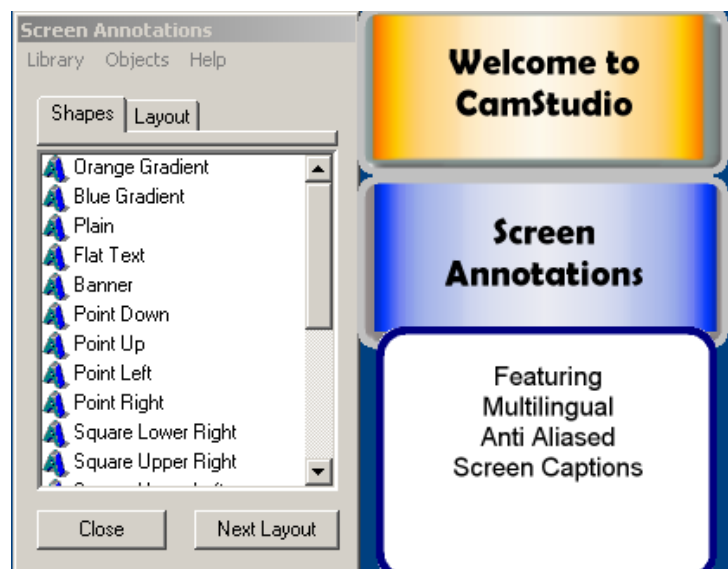 Screen Annotations
Library Objects Help
Shapes Layout
Orange Gradient
Blue Gradient
Plain
Flat Text
Banner
Point Down
Point Up
Point Left
Point Right
Square Lower Right
Square Upper Right
Close Next Layout
Welcome to
CamStudio
Screen
Annotations
Featuring
Multilingual
Anti Aliased
Screen Captions